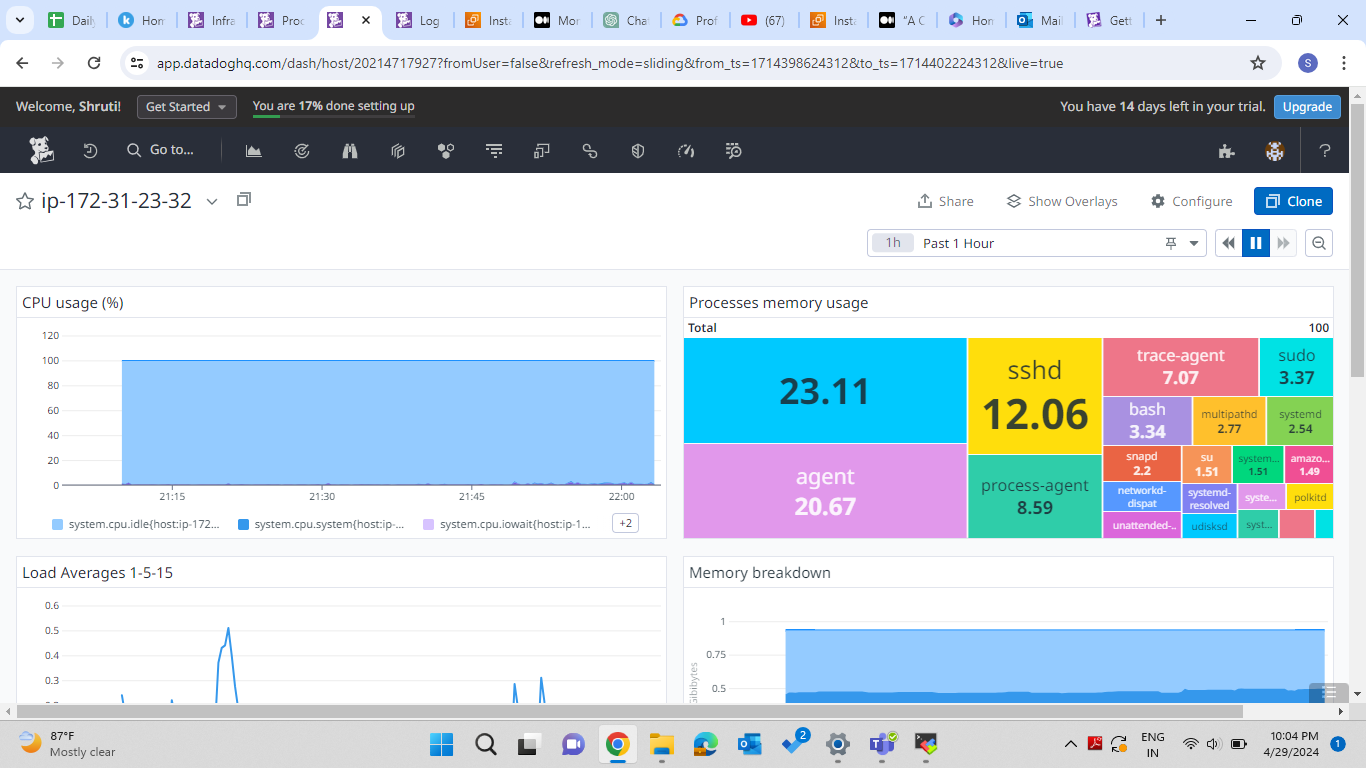 Daily
Hom
Infra
Proc
Log
Insta
Mor
Chat
Prof
(67)
Insta
"A C
Hon
Mail
Gett
app.datadoghq.com/dash/host/20214717927?fromUser=false&refresh_mode=sliding&from_ts=1714398624312&to_ts=1714402224312&live=true
S
Welcome, Shruti!
Get Started
You are 17% done setting up
You have 14 days left in your trial.
Upgrade
Go to...
ip-172-31-23-32
Share
Show Overlays
Configure
Clone
1h Past 1 Hour
CPU usage (%)
120
100
80
60
40
20
0
21:15 21:30 21:45 22:00
system.cpu.idle{host:ip-172... system.cpu.system{host:ip-... system.cpu.iowait{host:ip-1... +2
Processes memory usage
Total 100
23.11
agent
20.67
sshd
12.06
process-agent
8.59
trace-agent
7.07
sudo
3.37
bash
3.34
multipathd
2.77
systemd
2.54
snapd
2.2
su
1.51
system...
1.51
amazo...
1.49
networkd-
dispat
systemd-
resolved
syste...
polkitd
unattended-..
udisksd
syst...
Load Averages 1-5-15
0.6
0.5
0.4
0.3
Memory breakdown
1
0.75
0.5
Gibibytes
87°F
Mostly clear
2
ENG
IN
10:04 PM
4/29/2024
1